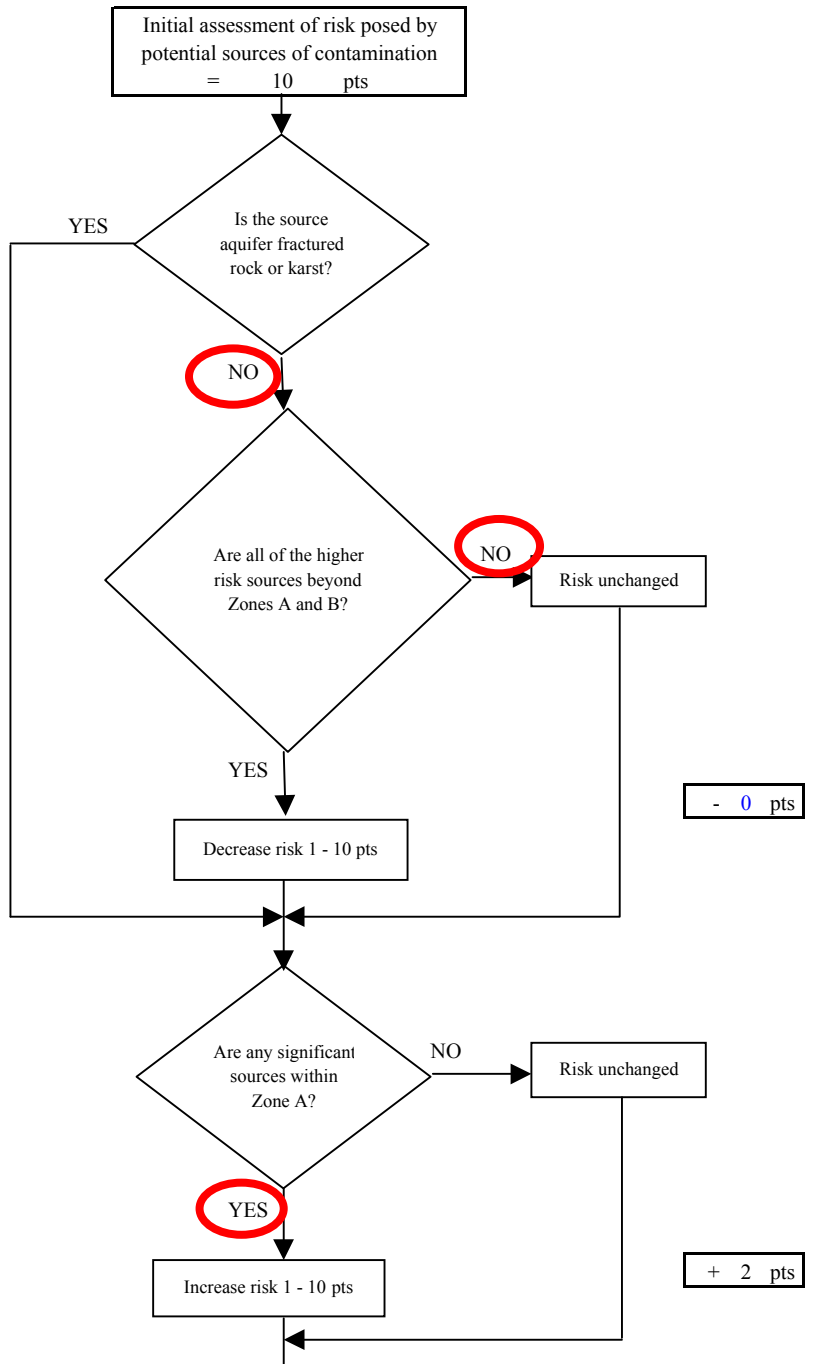 Initial assessment of risk posed by
potential sources of contamination
= 10 pts
YES
Is the source
aquifer fractured
rock or karst?
NO
Are all of the higher
risk sources beyond
Zones A and B?
NO
Risk unchanged
YES
- 0 pts
Decrease risk 1 - 10 pts
Are any significant
sources within
Zone A?
NO
Risk unchanged
YES
+ 2 pts
Increase risk 1 - 10 pts